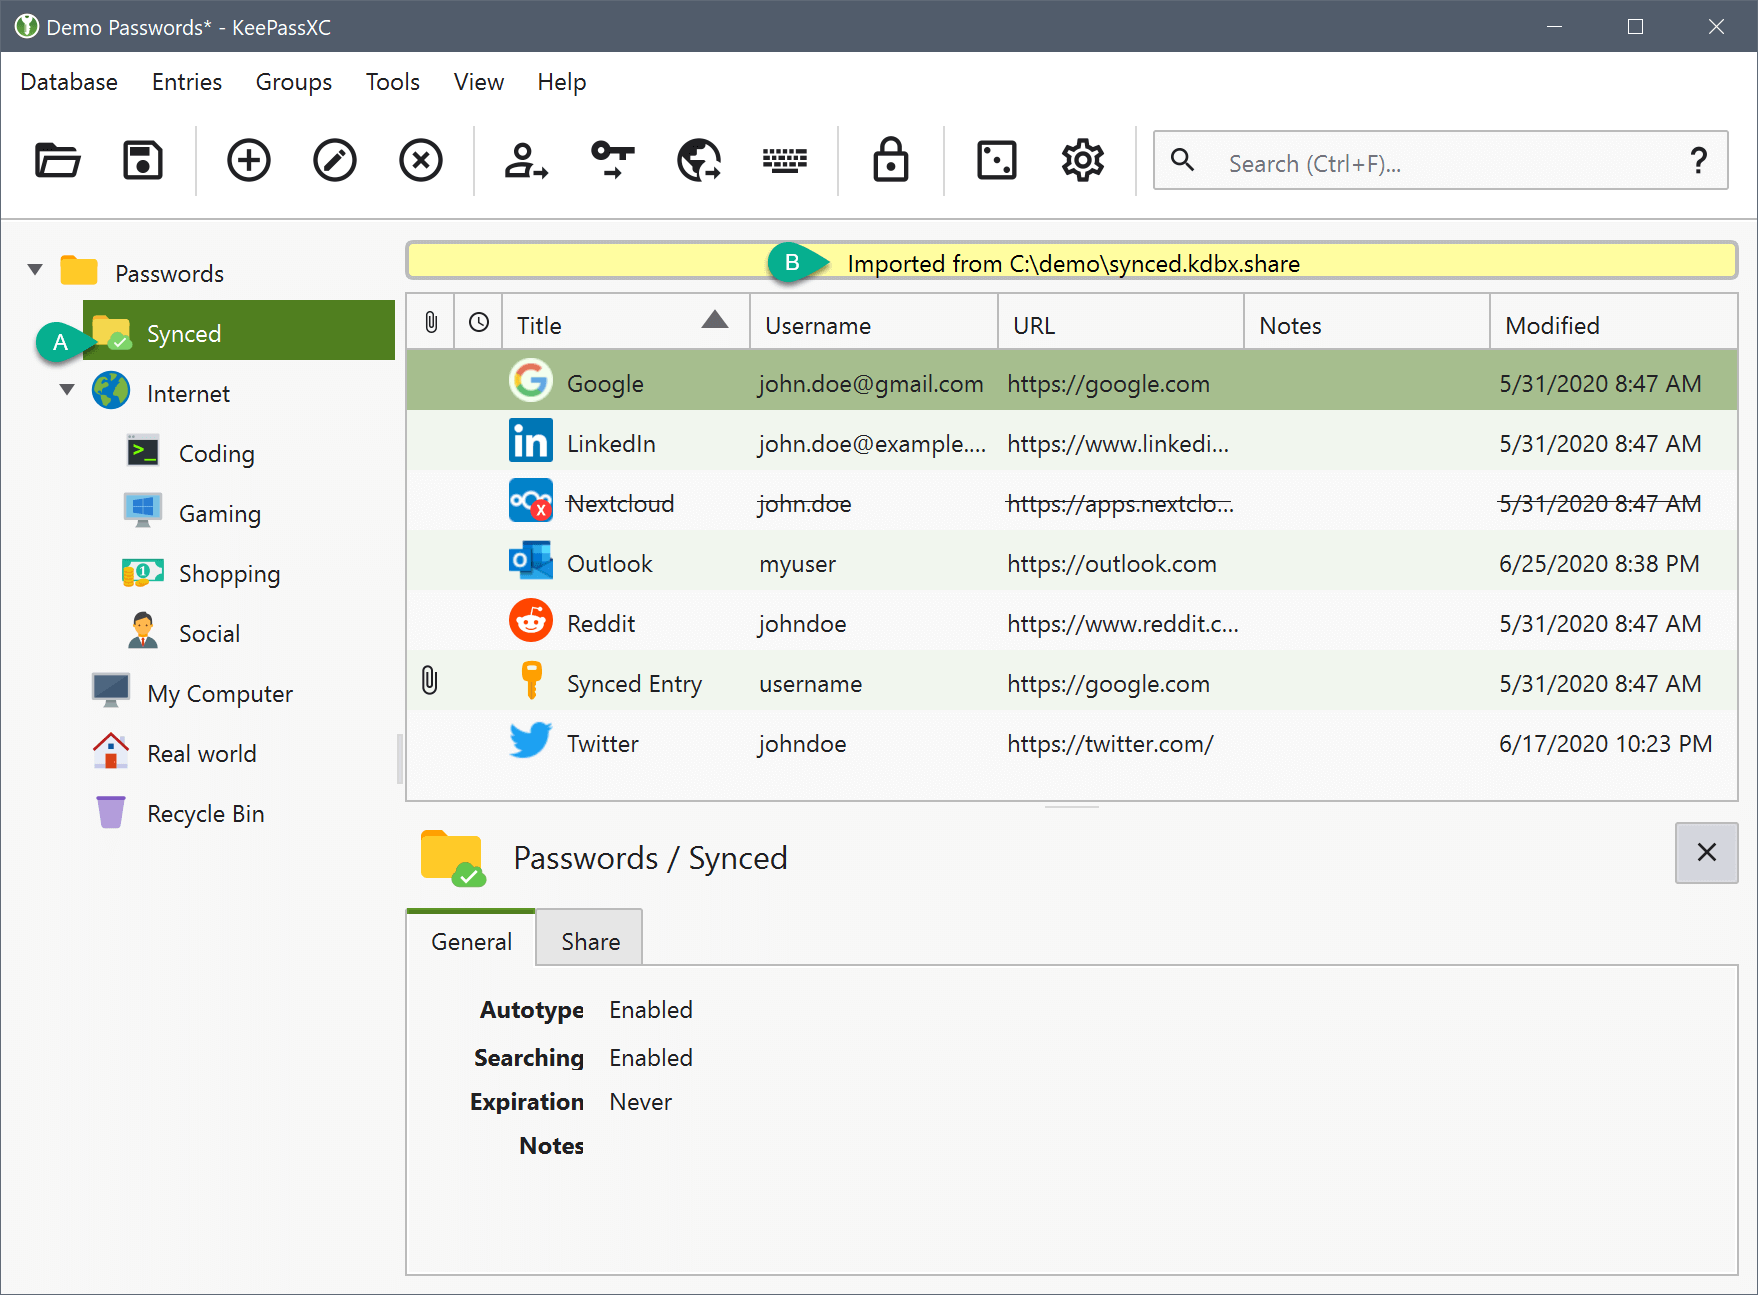 Demo Passwords* - KeePassXC
Database Entries Groups Tools View Help
Search (Ctrl+F)... ?
Passwords
A Synced
Internet
Coding
Gaming
Shopping
Social
My Computer
Real world
Recycle Bin
B Imported from C:\demo\synced.kdbx.share
Title Username URL Notes Modified
Google john.doe@gmail.com https://google.com 5/31/2020 8:47 AM
LinkedIn john.doe@example.... https://www.linkedi... 5/31/2020 8:47 AM
Nextcloud john.doe https://apps.nextclo... 5/31/2020 8:47 AM
Outlook myuser https://outlook.com 6/25/2020 8:38 PM
Reddit johndoe https://www.reddit.c... 5/31/2020 8:47 AM
Synced Entry username https://google.com 5/31/2020 8:47 AM
Twitter johndoe https://twitter.com/ 6/17/2020 10:23 PM
Passwords / Synced
General Share
Autotype Enabled
Searching Enabled
Expiration Never
Notes